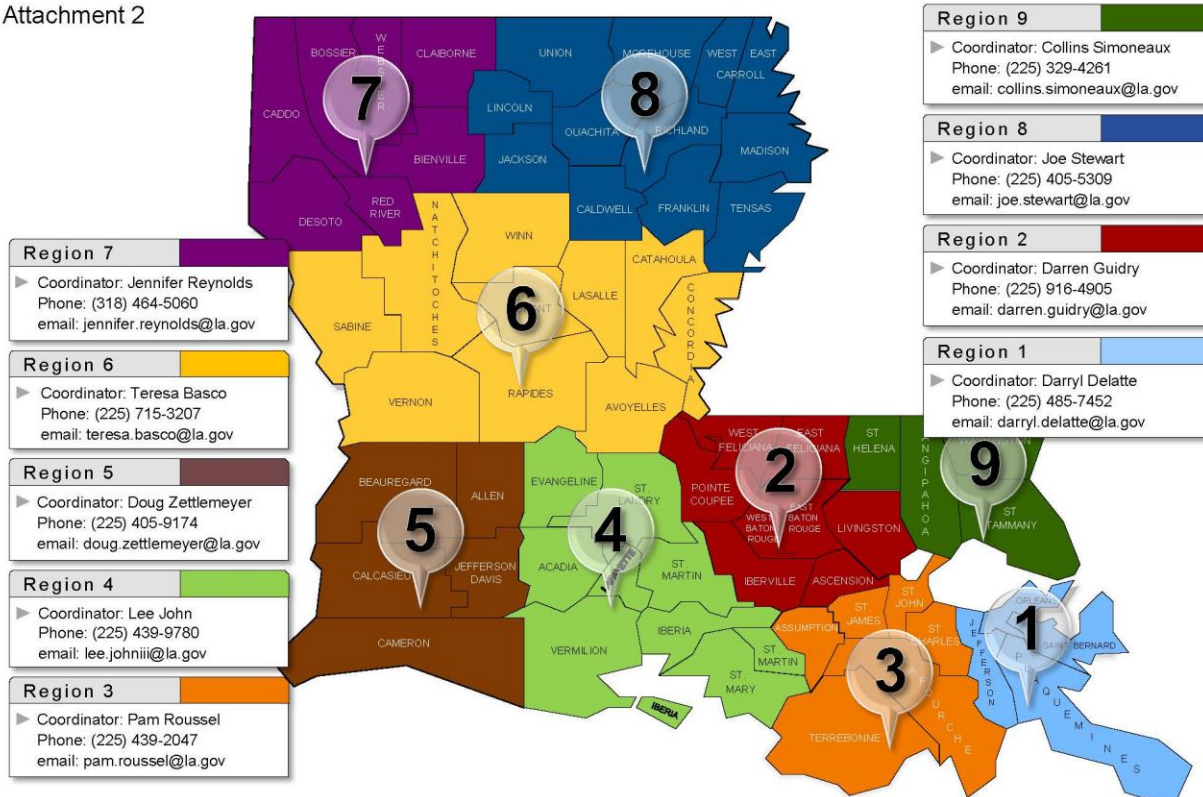 Attachment 2
Region 9
Coordinator: Collins Simoneaux
Phone: (225) 329-4261
email: collins.simoneaux@la.gov
Region 8
Coordinator: Joe Stewart
Phone: (225) 405-5309
email: joe.stewart@la.gov
Region 2
Coordinator: Darren Guidry
Phone: (225) 916-4905
email: darren.guidry@la.gov
Region 1
Coordinator: Darryl Delatte
Phone: (225) 485-7452
email: darryl.delatte@la.gov
Region 7
Coordinator: Jennifer Reynolds
Phone: (318) 464-5060
email: jennifer.reynolds@la.gov
Region 6
Coordinator: Teresa Basco
Phone: (225) 715-3207
email: teresa.basco@la.gov
Region 5
Coordinator: Doug Zettlemeyer
Phone: (225) 405-9174
email: doug.zettlemeyer@la.gov
Region 4
Coordinator: Lee John
Phone: (225) 439-9780
email: lee.johniii@la.gov
Region 3
Coordinator: Pam Roussel
Phone: (225) 439-2047
email: pam.roussel@la.gov
7
BOSSIER
CLAIBORNE
CADDO
BIENVILLE
RED
RIVER
DESOTO
8
UNION
MOREHOUSE
WEST
EAST
CARROLL
LINCOLN
OUACHITA
RICHLAND
MADISON
JACKSON
CALDWELL
FRANKLIN
TENSAS
6
NATCHITOCHES
WINN
CATAHOULA
LASALLE
CONCORDIA
SABINE
VERNON
RAPIDES
AVOYELLES
5
BEAUREGARD
ALLEN
CALCASIEU
JEFFERSON
DAVIS
CAMERON
4
EVANGELINE
ST.
LANDRY
ACADIA
LAFAYETTE
ST.
MARTIN
IBERIA
VERMILION
ST.
MARTIN
ST.
MARY
IBERIA
2
WEST
FELICIANA
EAST
FELICIANA
POINTE
COUPEE
WEST
BATON
ROUGE
EAST
BATON
ROUGE
LIVINGSTON
IBERVILLE
ASCENSION
9
ST
HELENA
ST
TAMMANY
3
ASSUMPTION
ST
JAMES
ST
JOHN
ST
CHARLES
TERREBONNE
1
ORLEANS
JEFFERSON
SAINT BERNARD
PLAQUEMINES